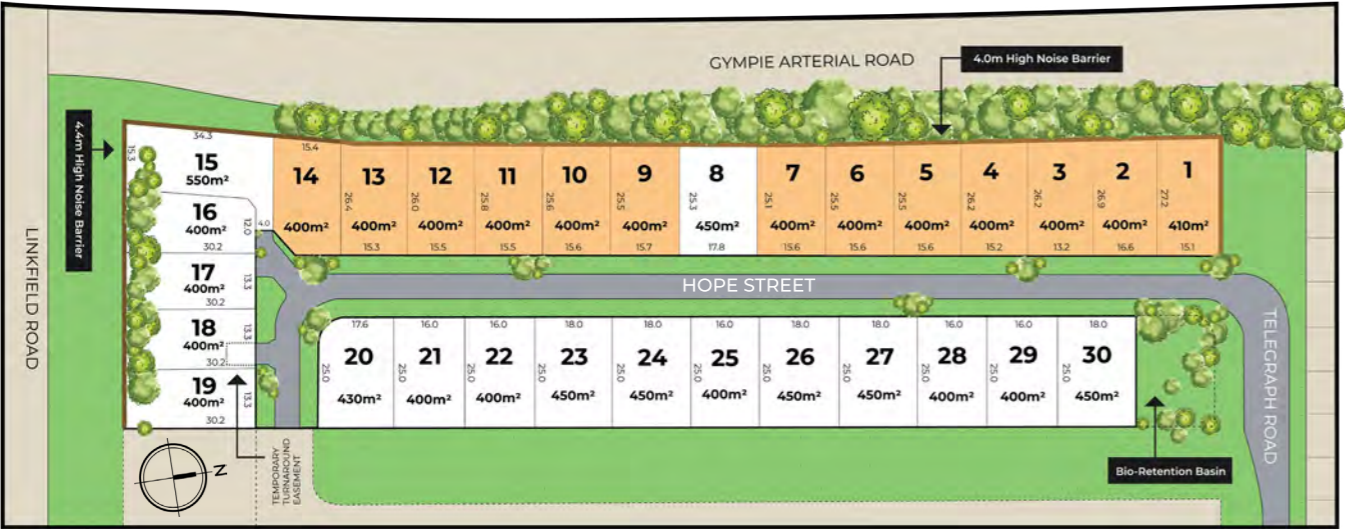 GYMPIE ARTERIAL ROAD
4.0m High Noise Barrier
4.4m High Noise Barrier
LINKFIELD ROAD
34.3
15.3
15
550m²
16
400m²
12.0
30.2
4.0
17
400m²
13.3
30.2
18
400m²
13.3
30.2
19
400m²
13.3
30.2
15.4
14
400m²
13
26.4
400m²
15.3
12
26.0
400m²
15.5
11
25.8
400m²
15.5
10
25.6
400m²
15.6
9
25.5
400m²
15.7
8
25.3
450m²
17.8
7
25.1
400m²
15.6
6
25.5
400m²
15.6
5
25.5
400m²
15.6
4
26.2
400m²
15.2
3
26.2
400m²
13.2
2
26.9
400m²
16.6
1
27.2
410m²
15.1
HOPE STREET
TELEGRAPH ROAD
17.6
20
25.0
430m²
16.0
21
25.0
400m²
16.0
22
25.0
400m²
18.0
23
25.0
450m²
18.0
24
25.0
450m²
16.0
25
25.0
400m²
18.0
26
25.0
450m²
18.0
27
25.0
450m²
16.0
28
25.0
400m²
16.0
29
25.0
400m²
18.0
30
25.0
450m²
Bio-Retention Basin
TEMPORARY
TURNAROUND
EASEMENT
N